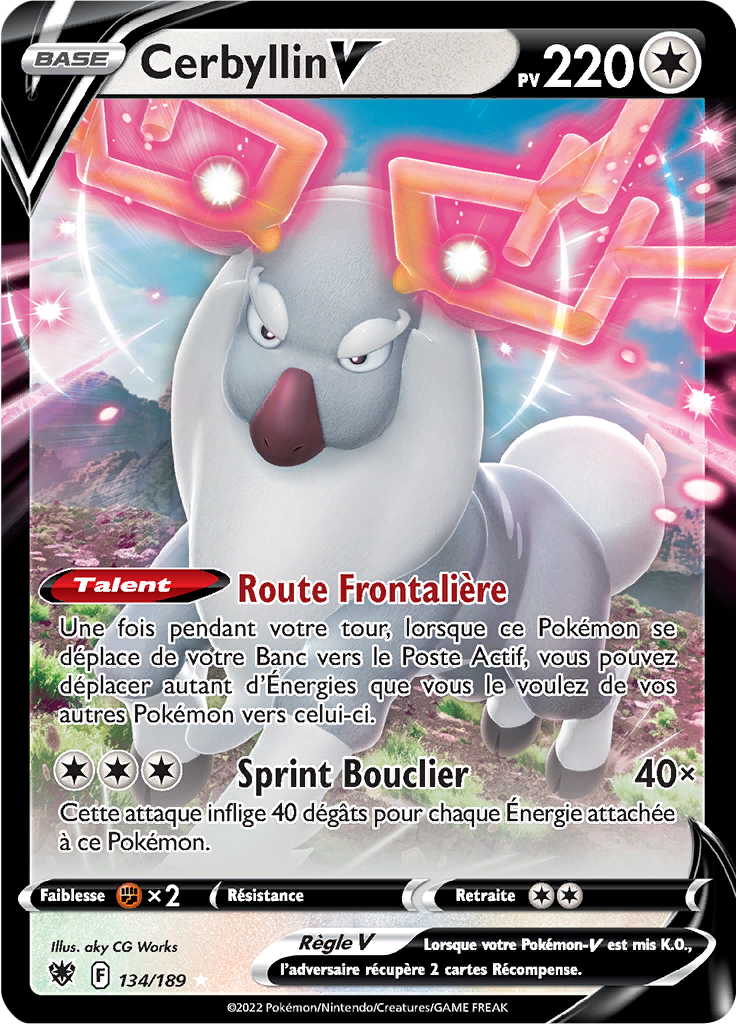 BASE
Cerbyllin V
PV 220
Talent Route Frontalière
Une fois pendant votre tour, lorsque ce Pokémon se
déplace de votre Banc vers le Poste Actif, vous pouvez
déplacer autant d'Énergies que vous le voulez de vos
autres Pokémon vers celui-ci.
Sprint Bouclier 40×
Cette attaque inflige 40 dégâts pour chaque Énergie attachée
à ce Pokémon.
Faiblesse ×2 Résistance Retraite
Illus. aky CG Works
F 134/189
Règle V Lorsque votre Pokémon-V est mis K.O.,
l'adversaire récupère 2 cartes Récompense.
©2022 Pokémon/Nintendo/Creatures/GAME FREAK